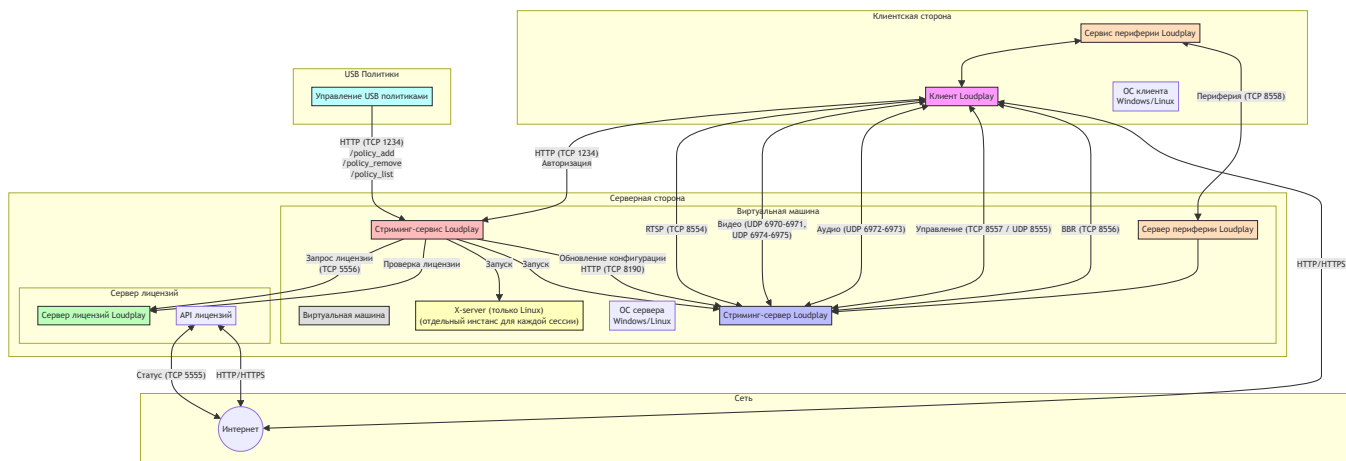 Клиентская сторона
Сервис периферии Loudplay
USB Политики
Управление USB политиками
Клиент Loudplay
ОС клиента
Windows/Linux
Периферия (TCP 8558)
HTTP (TCP 1234)
/policy_add
/policy_remove
/policy_list
HTTP (TCP 1234)
Авторизация
Серверная сторона
Виртуальная машина
Стриминг-сервис Loudplay
RTSP (TCP 8554)
Видео (UDP 6970-6971,
UDP 6974-6975)
Аудио (UDP 6972-6973)
Управление (TCP 8557 / UDP 8555)
BBR (TCP 8556)
Сервер периферии Loudplay
Запрос лицензии
(TCP 5556)
Проверка лицензии
Запуск
Запуск
Обновление конфигурации
HTTP (TCP 8190)
HTTP/HTTPS
Сервер лицензий
Сервер лицензий Loudplay
API лицензий
Виртуальная машина
X-server (только Linux)
(отдельный инстанс для каждой сессии)
ОС сервера
Windows/Linux
Стриминг-сервер Loudplay
Статус (TCP 5555)
HTTP/HTTPS
Сеть
Интернет